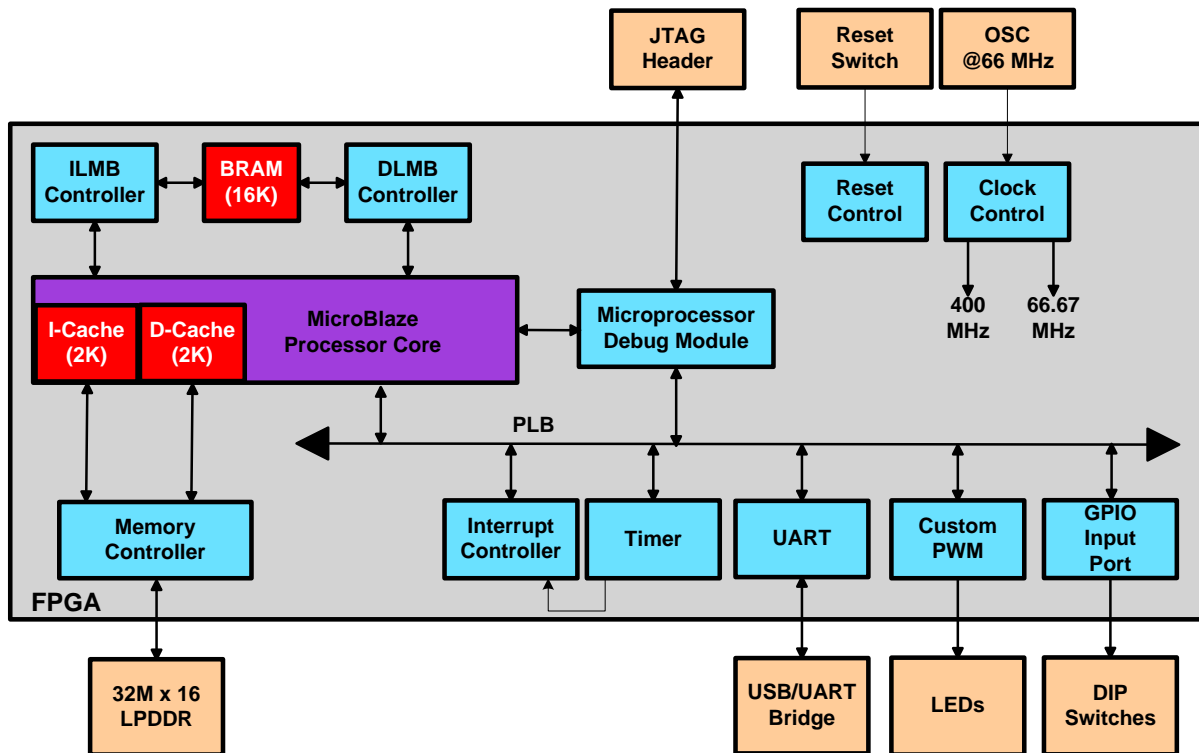 JTAG
Header
Reset
Switch
OSC
@66 MHz
ILMB
Controller
BRAM
(16K)
DLMB
Controller
Reset
Control
Clock
Control
400
MHz
66.67
MHz
I-Cache
(2K)
D-Cache
(2K)
MicroBlaze
Processor Core
Microprocessor
Debug Module
PLB
Memory
Controller
Interrupt
Controller
Timer
UART
Custom
PWM
GPIO
Input
Port
FPGA
32M x 16
LPDDR
USB/UART
Bridge
LEDs
DIP
Switches